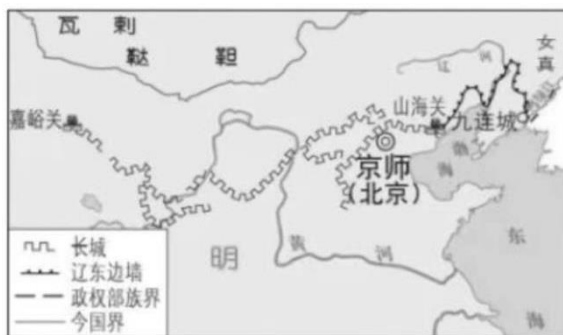 瓦剌
鞑靼
女真
辽河
嘉峪关
山海关
九连城
渤海
京师
(北京)
黄河
明
东海
长城
辽东边墙
政权部族界
今国界